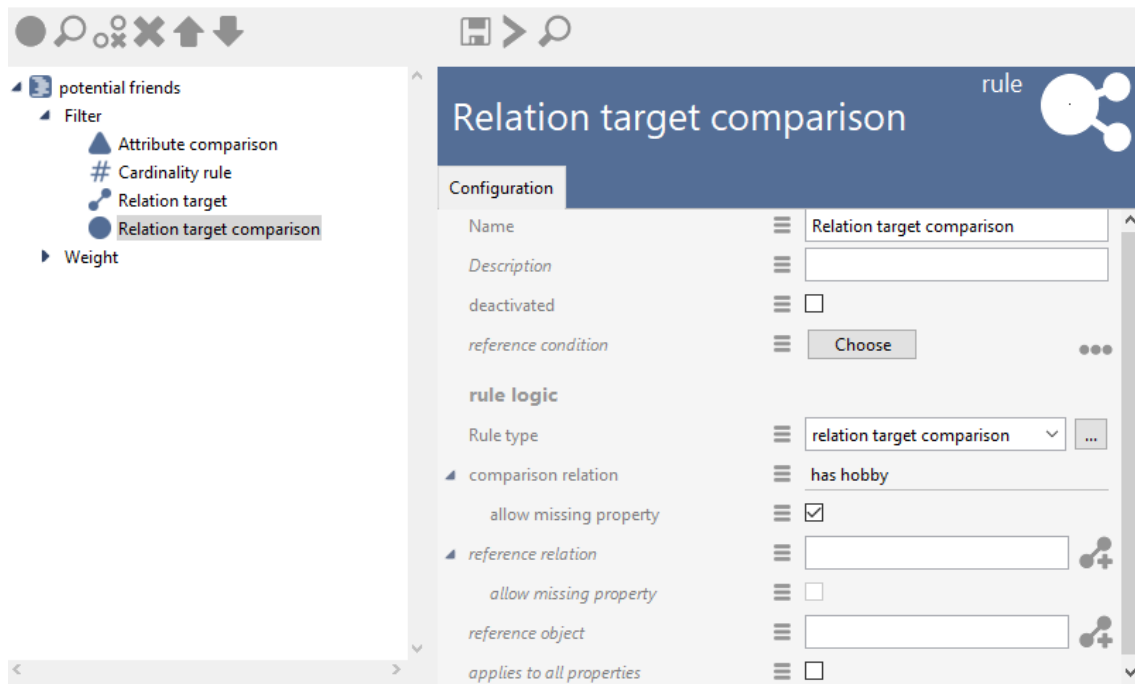 potential friends
Filter
Attribute comparison
# Cardinality rule
Relation target
Relation target comparison
Weight
rule
Relation target comparison
Configuration
Name Relation target comparison
Description
deactivated
reference condition Choose
rule logic
Rule type relation target comparison ...
comparison relation has hobby
allow missing property
reference relation
allow missing property
reference object
applies to all properties